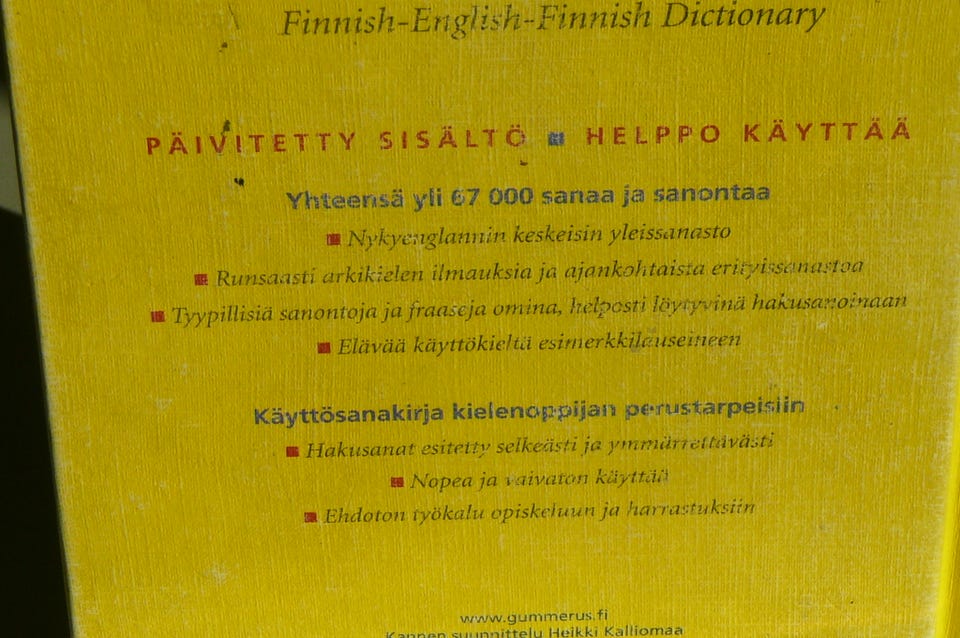 Finnish-English-Finnish Dictionary
PÄIVITETTY SISÄLTÖ ■ HELPPO KÄYTTÄÄ
Yhteensä yli 67 000 sanaa ja sanontaa
■ Nykyenglannin keskeisin yleissanasto
■ Runsaasti arkikielen ilmauksia ja ajankohtaista erityissanastoa
■ Tyypillisiä sanontoja ja fraaseja omina, helposti löytyvinä hakusanoinaan
■ Elävää käyttökieltä esimerkkilauseineen
Käyttösanakirja kielenoppijan perustarpeisiin
■ Hakusanat esitetty selkeästi ja ymmärrettävästi
■ Nopea ja vaivaton käyttää
■ Ehdoton työkalu opiskeluun ja harrastuksiin
www.gummerus.fi
Kannen suunnittelu Heikki Kalliomaa